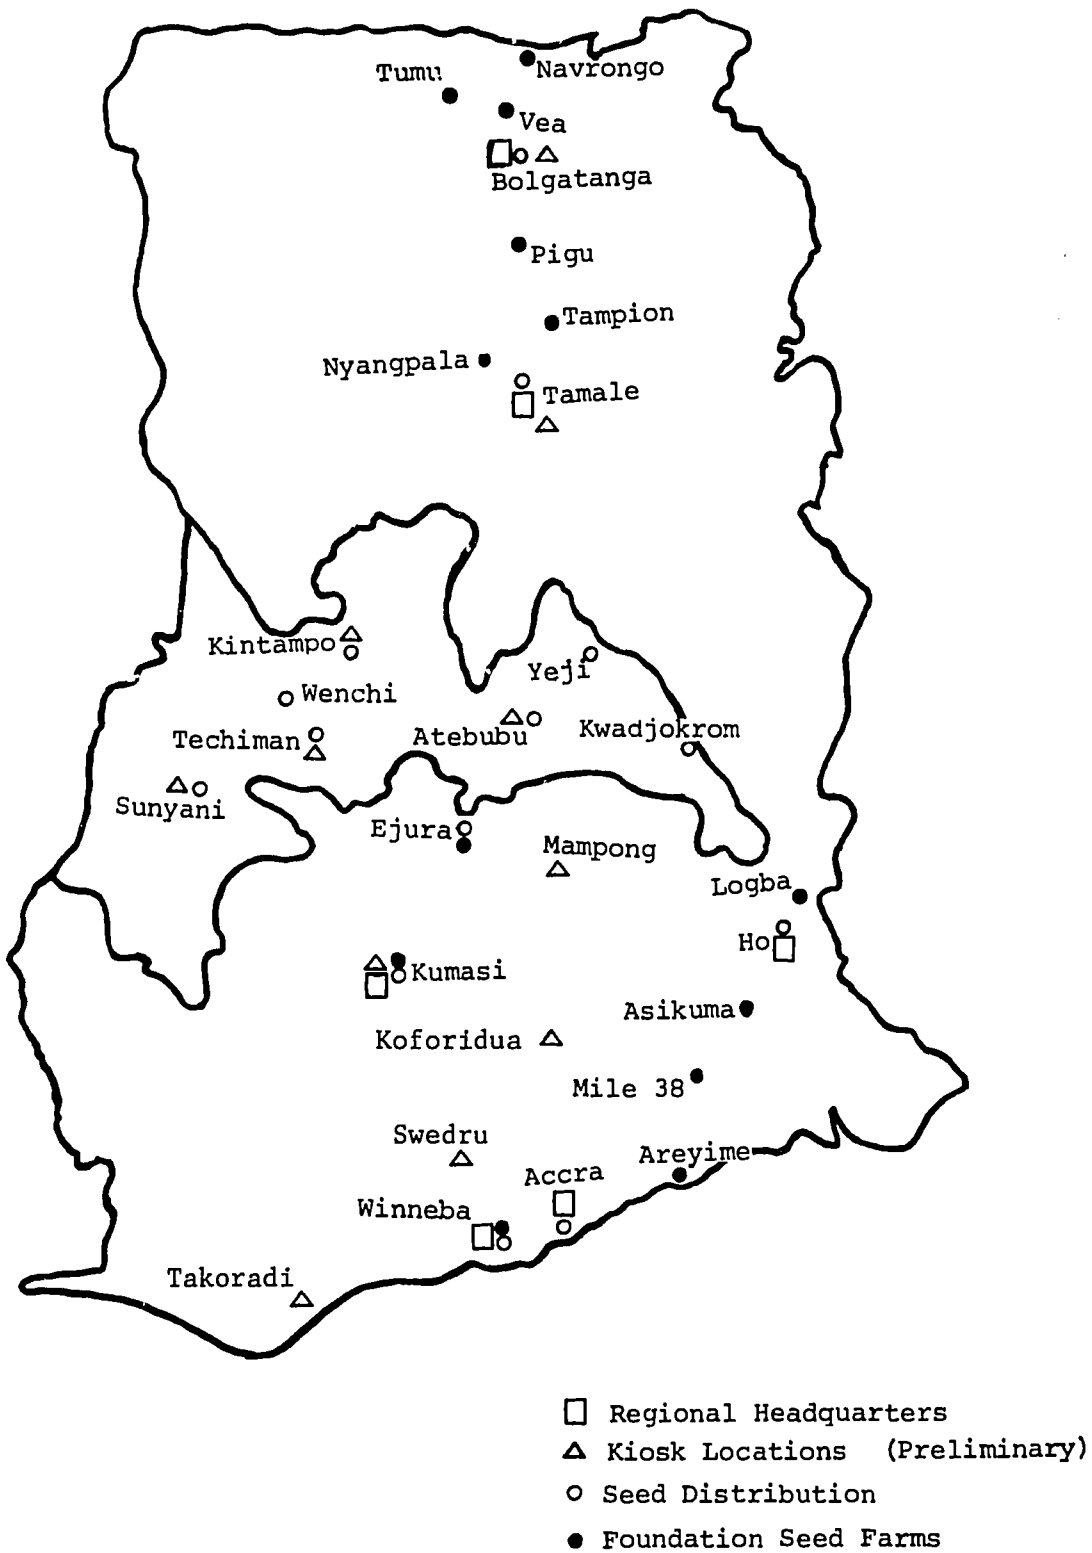 Tumu
Navrongo
Vea
Bolgatanga
Pigu
Tampion
Nyangpala
Tamale
Kintampo
Yeji
Wenchi
Techiman
Atebubu
Kwadjokrom
Sunyani
Ejura
Mampong
Logba
Ho
Kumasi
Asikuma
Koforidua
Mile 38
Swedru
Areyime
Accra
Winneba
Takoradi
Regional Headquarters
Kiosk Locations (Preliminary)
Seed Distribution
Foundation Seed Farms